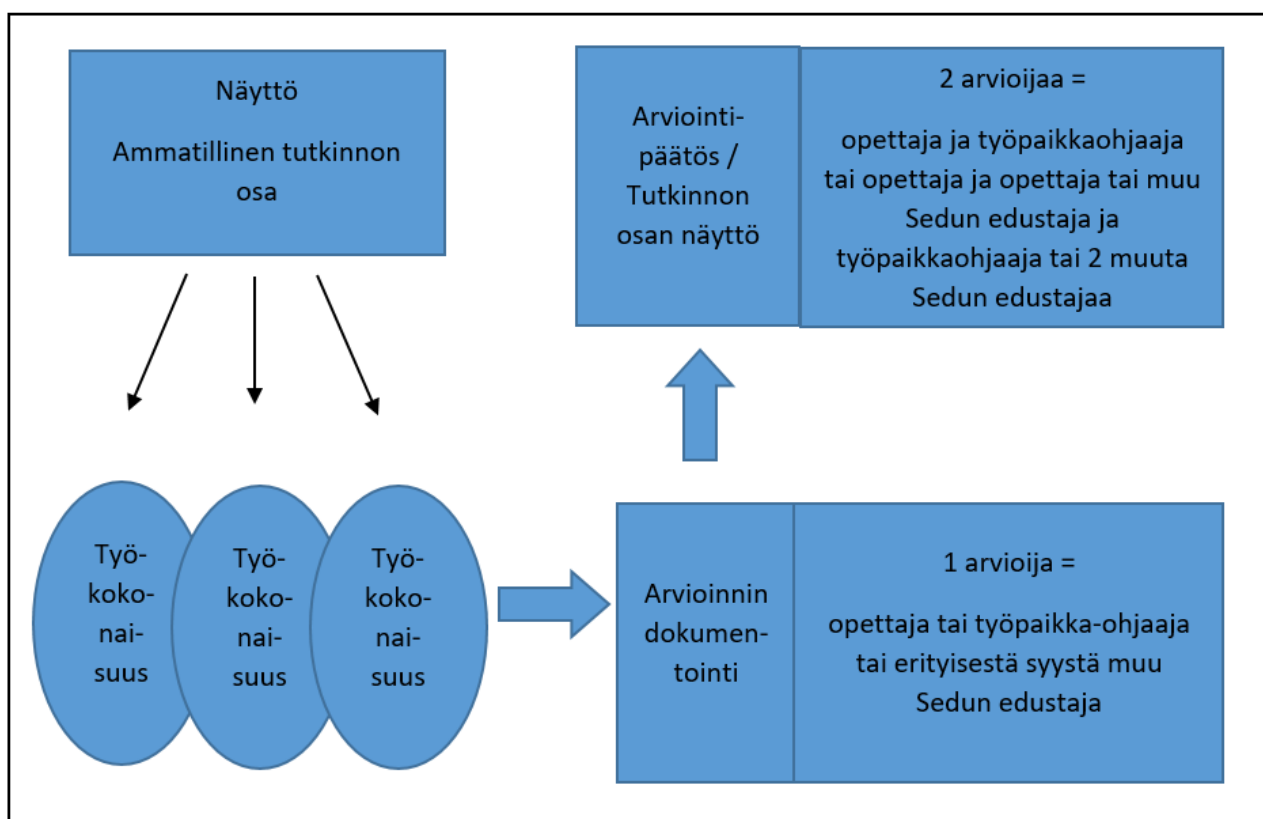 Näyttö
Ammatillinen tutkinnon
osa
Arviointi-
päätös /
Tutkinnon
osan näyttö
2 arvioijaa =
opettaja ja työpaikkaohjaaja
tai opettaja ja opettaja tai muu
Sedun edustaja ja
työpaikkaohjaaja tai 2 muuta
Sedun edustajaa
Työ-
koko-
nai-
suus
Työ-
koko-
nai-
suus
Työ-
koko-
nai-
suus
Arvioinnin
dokumen-
tointi
1 arvioija =
opettaja tai työpaikka-ohjaaja
tai erityisestä syystä muu
Sedun edustaja